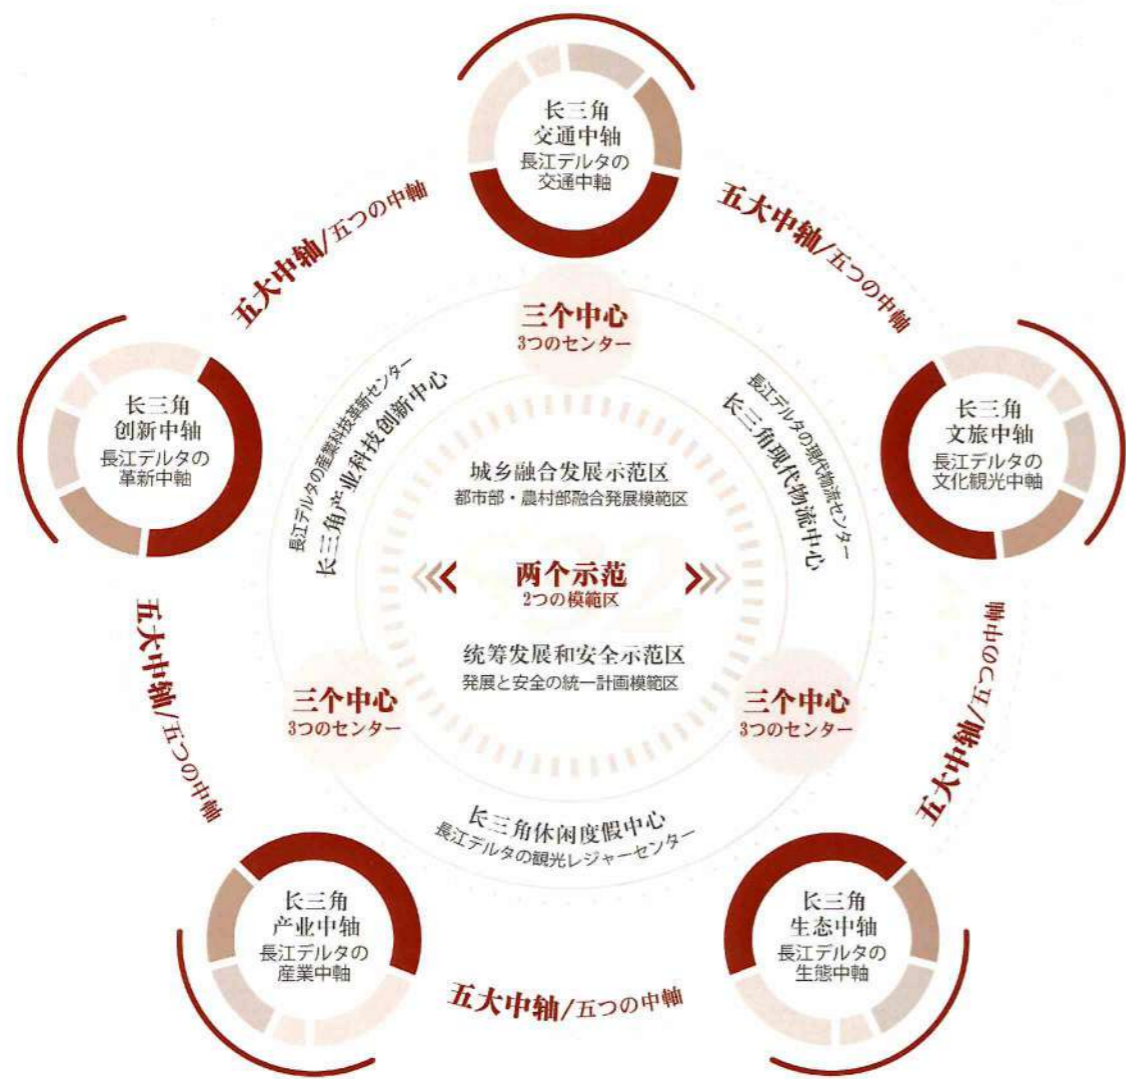 长三角
交通中轴
長江デルタの
交通中軸
五大中轴/五つの中軸
五大中轴/五つの中軸
三个中心
3つのセンター
长三角
创新中轴
長江デルタの
革新中軸
長江デルタの産業科技革新センター
长三角产业科技创新中心
長江デルタの現代物流センター
长三角现代物流中心
长三角
文旅中轴
長江デルタの
文化観光中軸
城乡融合发展示范区
都市部・農村部融合発展模範区
两个示范
2つの模範区
统筹发展和安全示范区
発展と安全の統一計画模範区
五大中轴/五つの中軸
五大中轴/五つの中軸
三个中心
3つのセンター
三个中心
3つのセンター
长三角休闲度假中心
長江デルタの観光レジャーセンター
长三角
产业中轴
長江デルタの
産業中軸
长三角
生态中轴
長江デルタの
生態中軸
五大中轴/五つの中軸